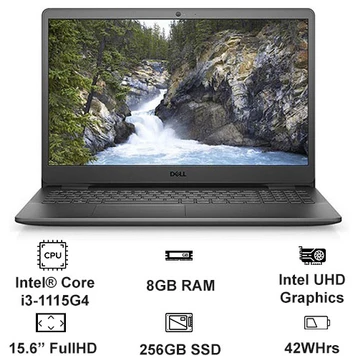 DELL
CPU
Intel® Core
i3-1115G4
8GB RAM
Intel UHD
Graphics
15.6” FullHD
256GB SSD
42WHrs